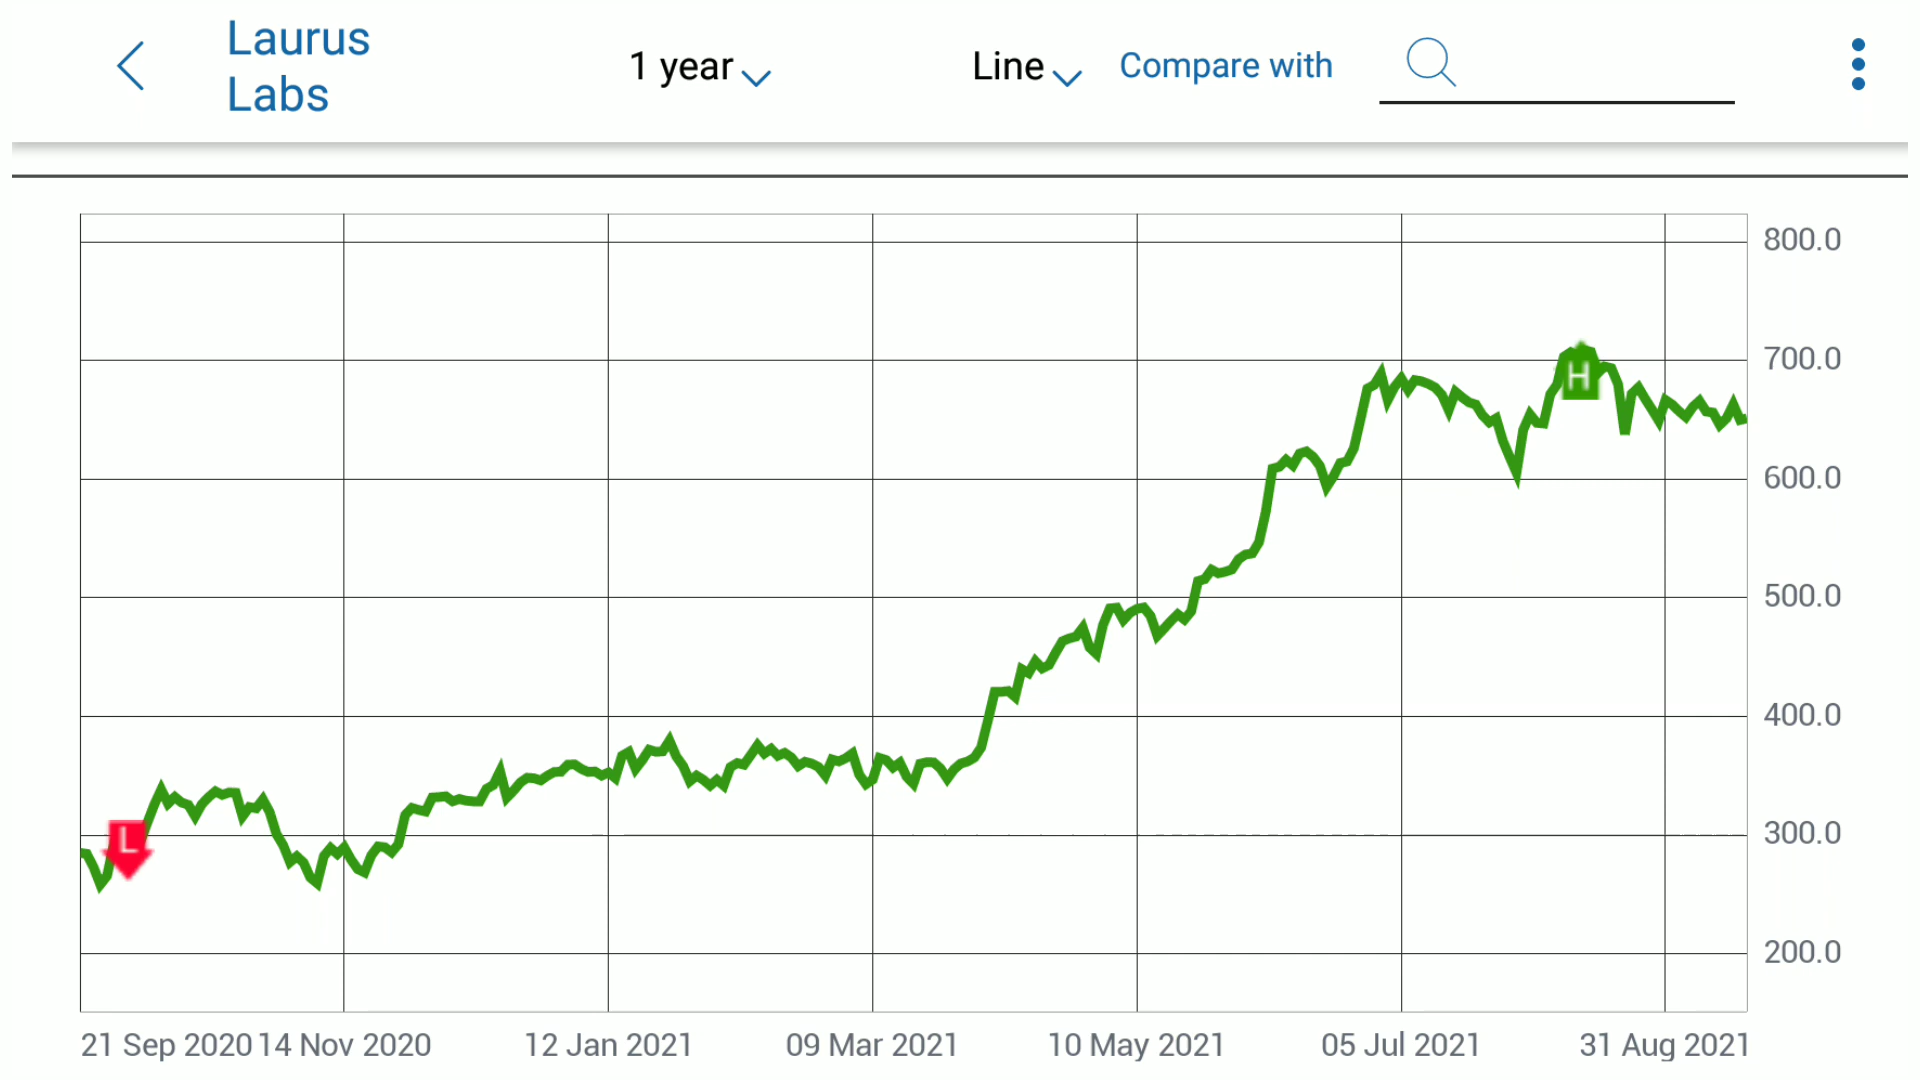 Laurus
Labs
1 year
Line
Compare with
800.0
700.0
H
600.0
500.0
400.0
L
300.0
200.0
21 Sep 2020 14 Nov 2020 12 Jan 2021 09 Mar 2021 10 May 2021 05 Jul 2021 31 Aug 2021